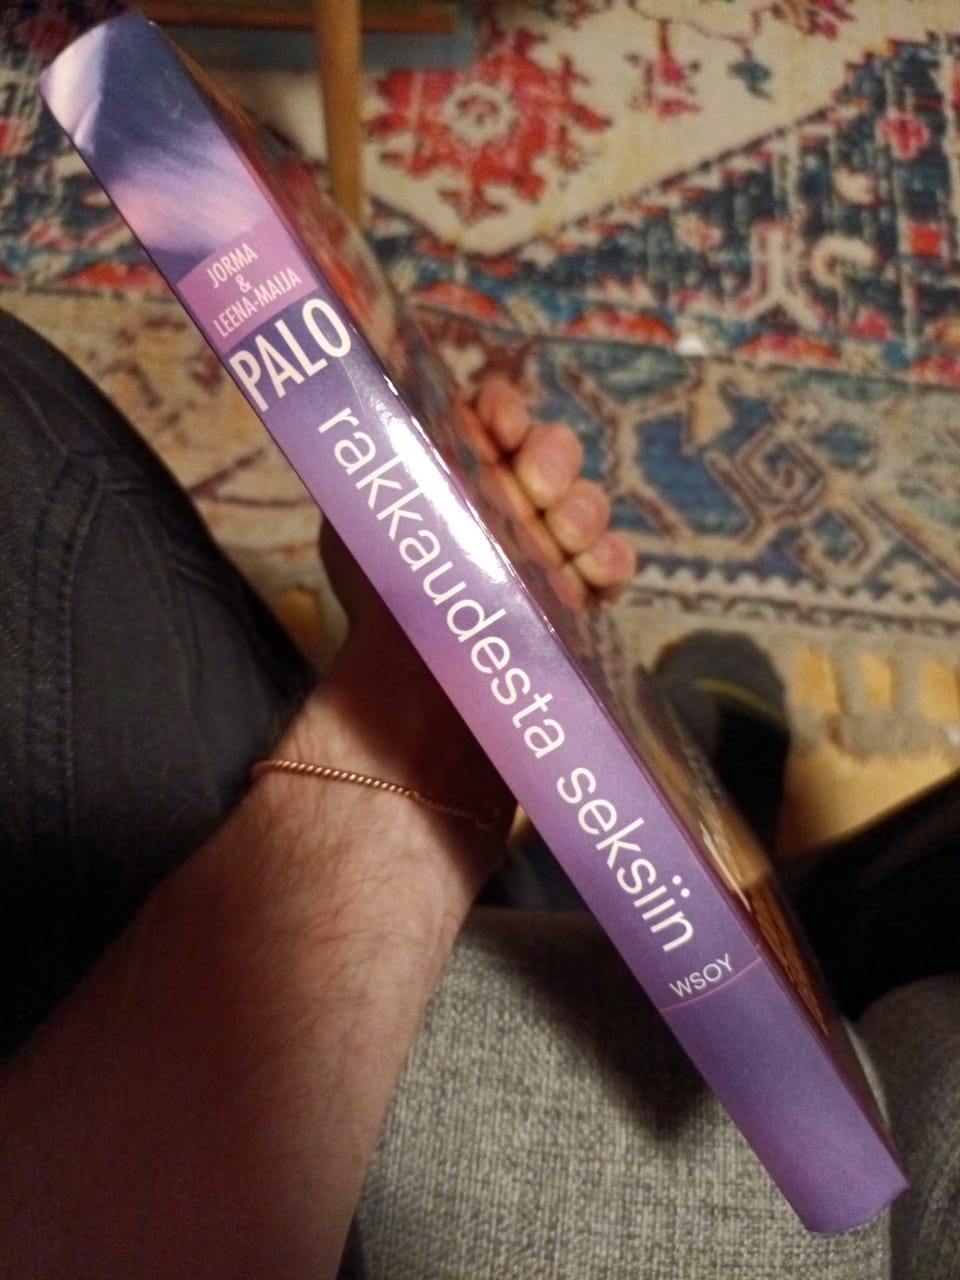 JORMA
&
LEENA-MAIJA
PALO
rakkaudesta seksiin
WSOY